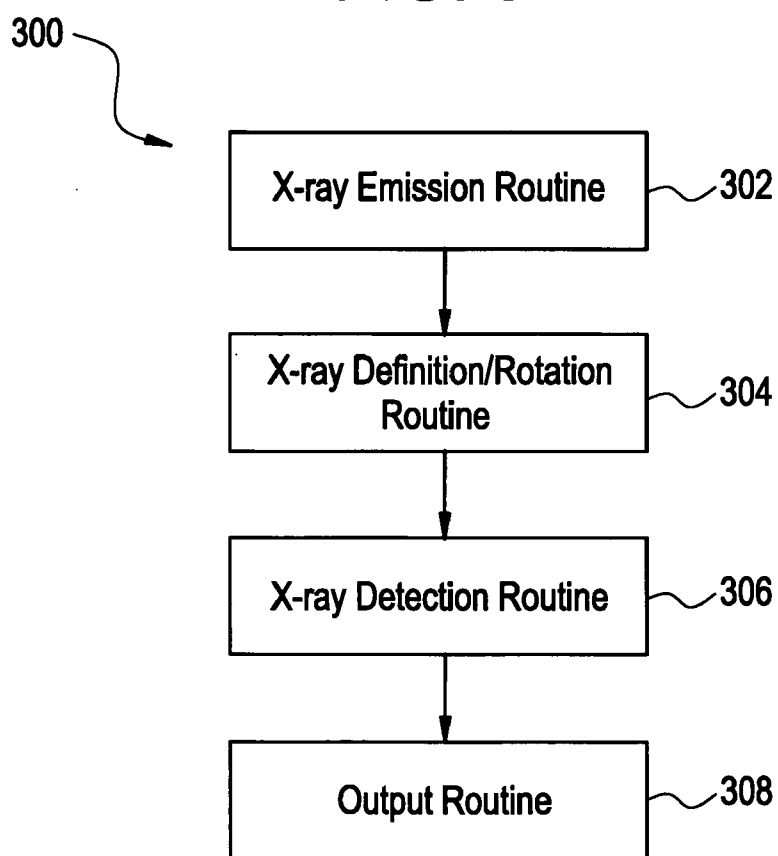 300
X-ray Emission Routine
302
X-ray Definition/Rotation
Routine
304
X-ray Detection Routine
306
Output Routine
308